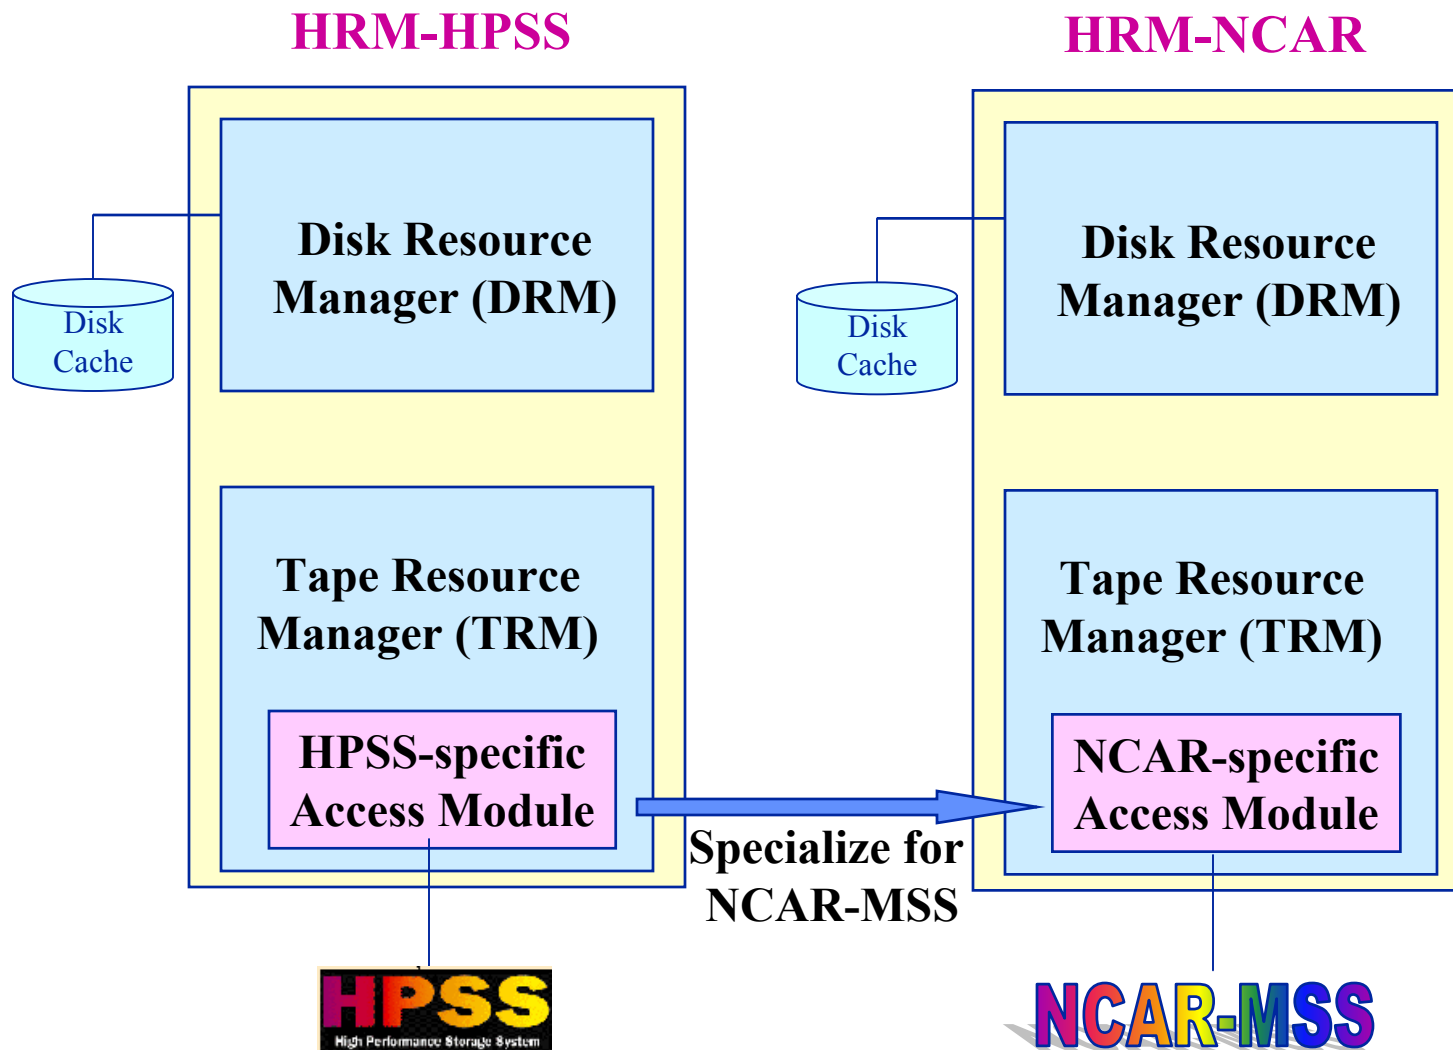 HRM-HPSS
Disk Resource
Manager (DRM)
Disk
Cache
Tape Resource
Manager (TRM)
HPSS-specific
Access Module
HPSS
High Performance Storage System
Specialize for
NCAR-MSS
HRM-NCAR
Disk Resource
Manager (DRM)
Disk
Cache
Tape Resource
Manager (TRM)
NCAR-specific
Access Module
NCAR-MSS